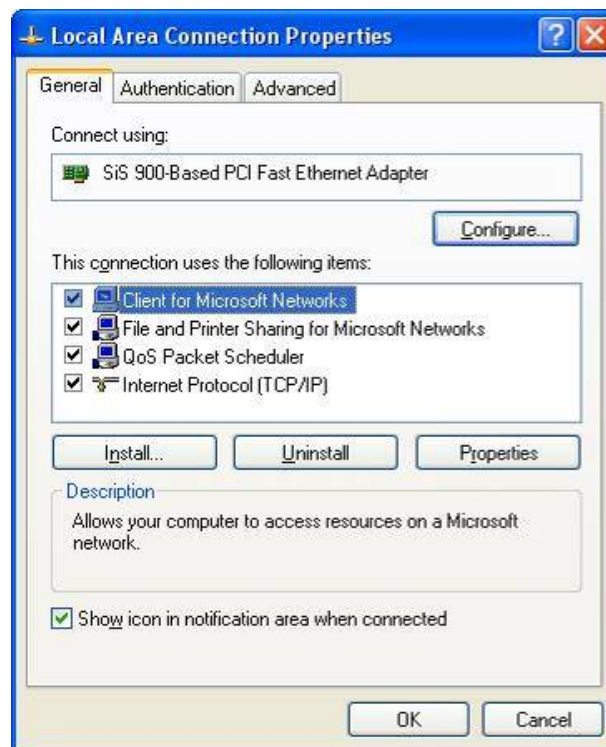 Local Area Connection Properties
General Authentication Advanced
Connect using:
SiS 900-Based PCI Fast Ethernet Adapter
Configure...
This connection uses the following items:
Client for Microsoft Networks
File and Printer Sharing for Microsoft Networks
QoS Packet Scheduler
Internet Protocol (TCP/IP)
Install... Uninstall Properties
Description
Allows your computer to access resources on a Microsoft
network.
Show icon in notification area when connected
OK Cancel